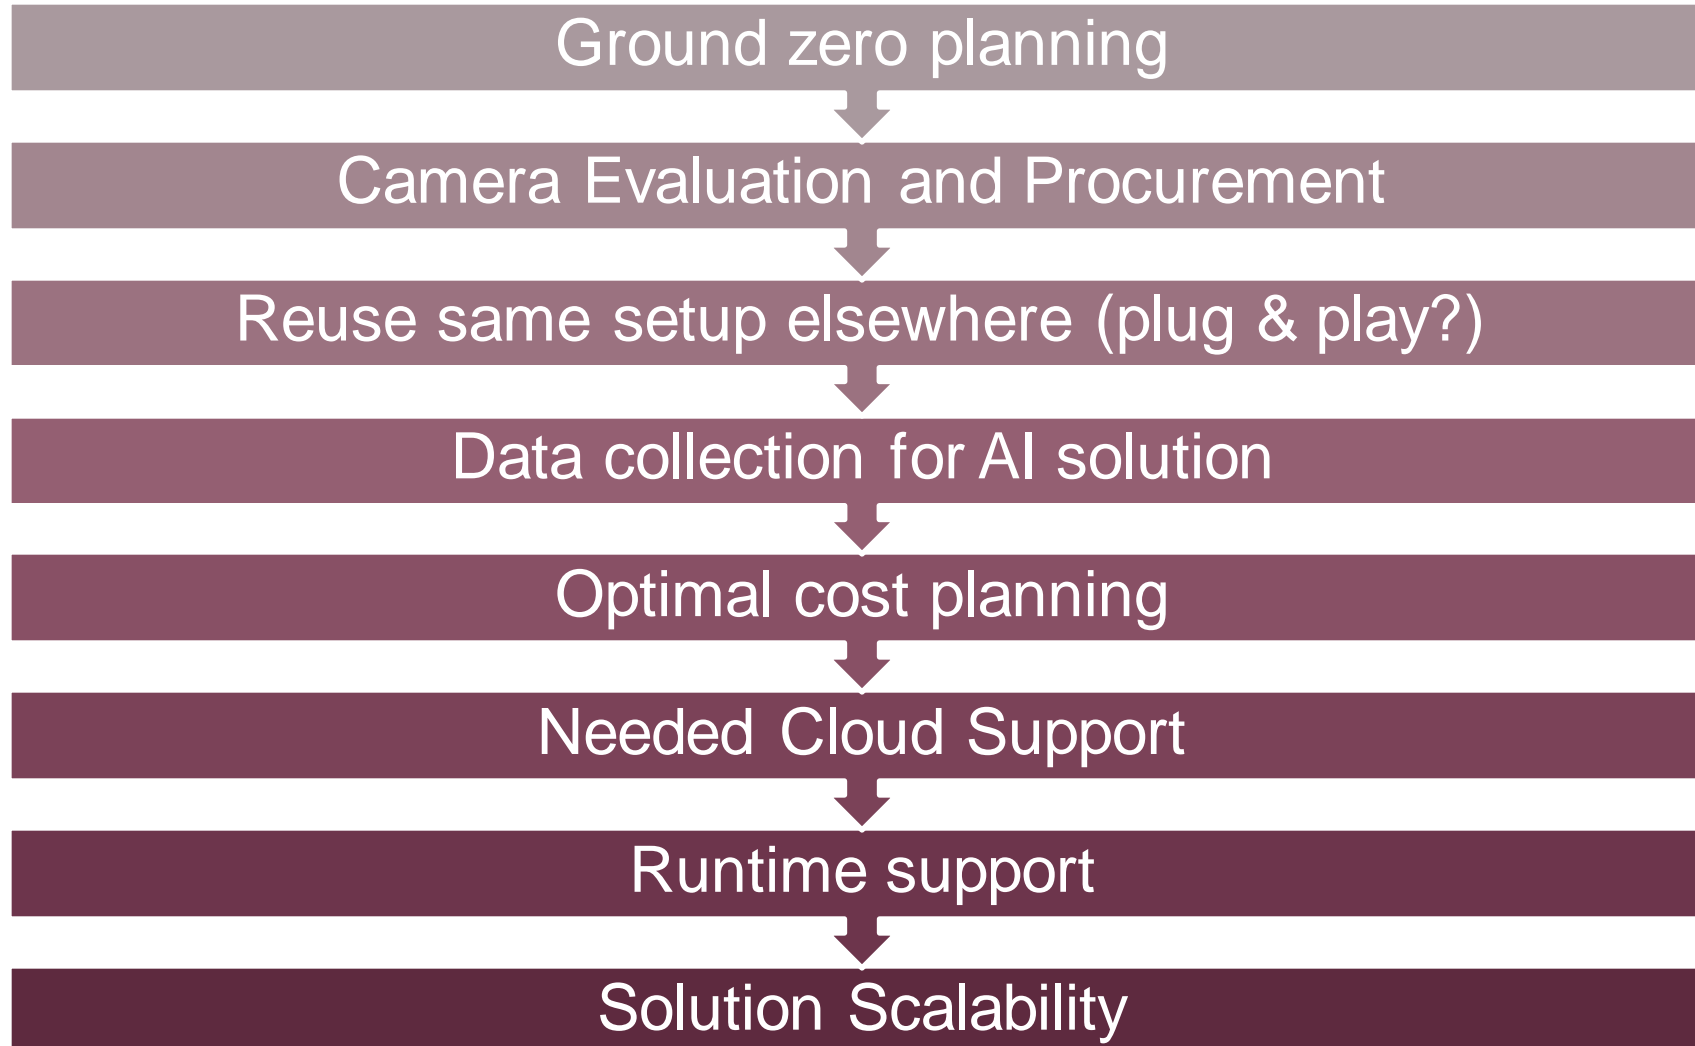 Ground zero planning
Camera Evaluation and Procurement
Reuse same setup elsewhere (plug & play?)
Data collection for AI solution
Optimal cost planning
Needed Cloud Support
Runtime support
Solution Scalability